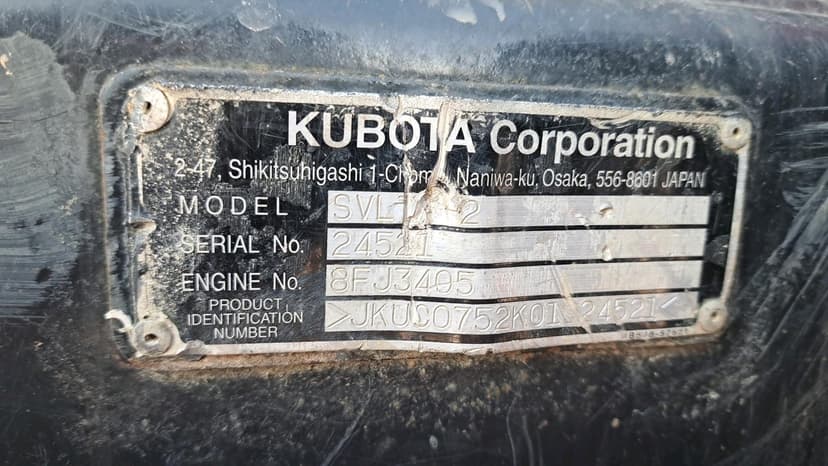 KUBOTA Corporation
2-47, Shikitsuhigashi 1-Chome, Naniwa-ku, Osaka, 556-8601 JAPAN
MODEL
SERIAL No. 24521
ENGINE No. 8FJ3405
PRODUCT
IDENTIFICATION
NUMBER